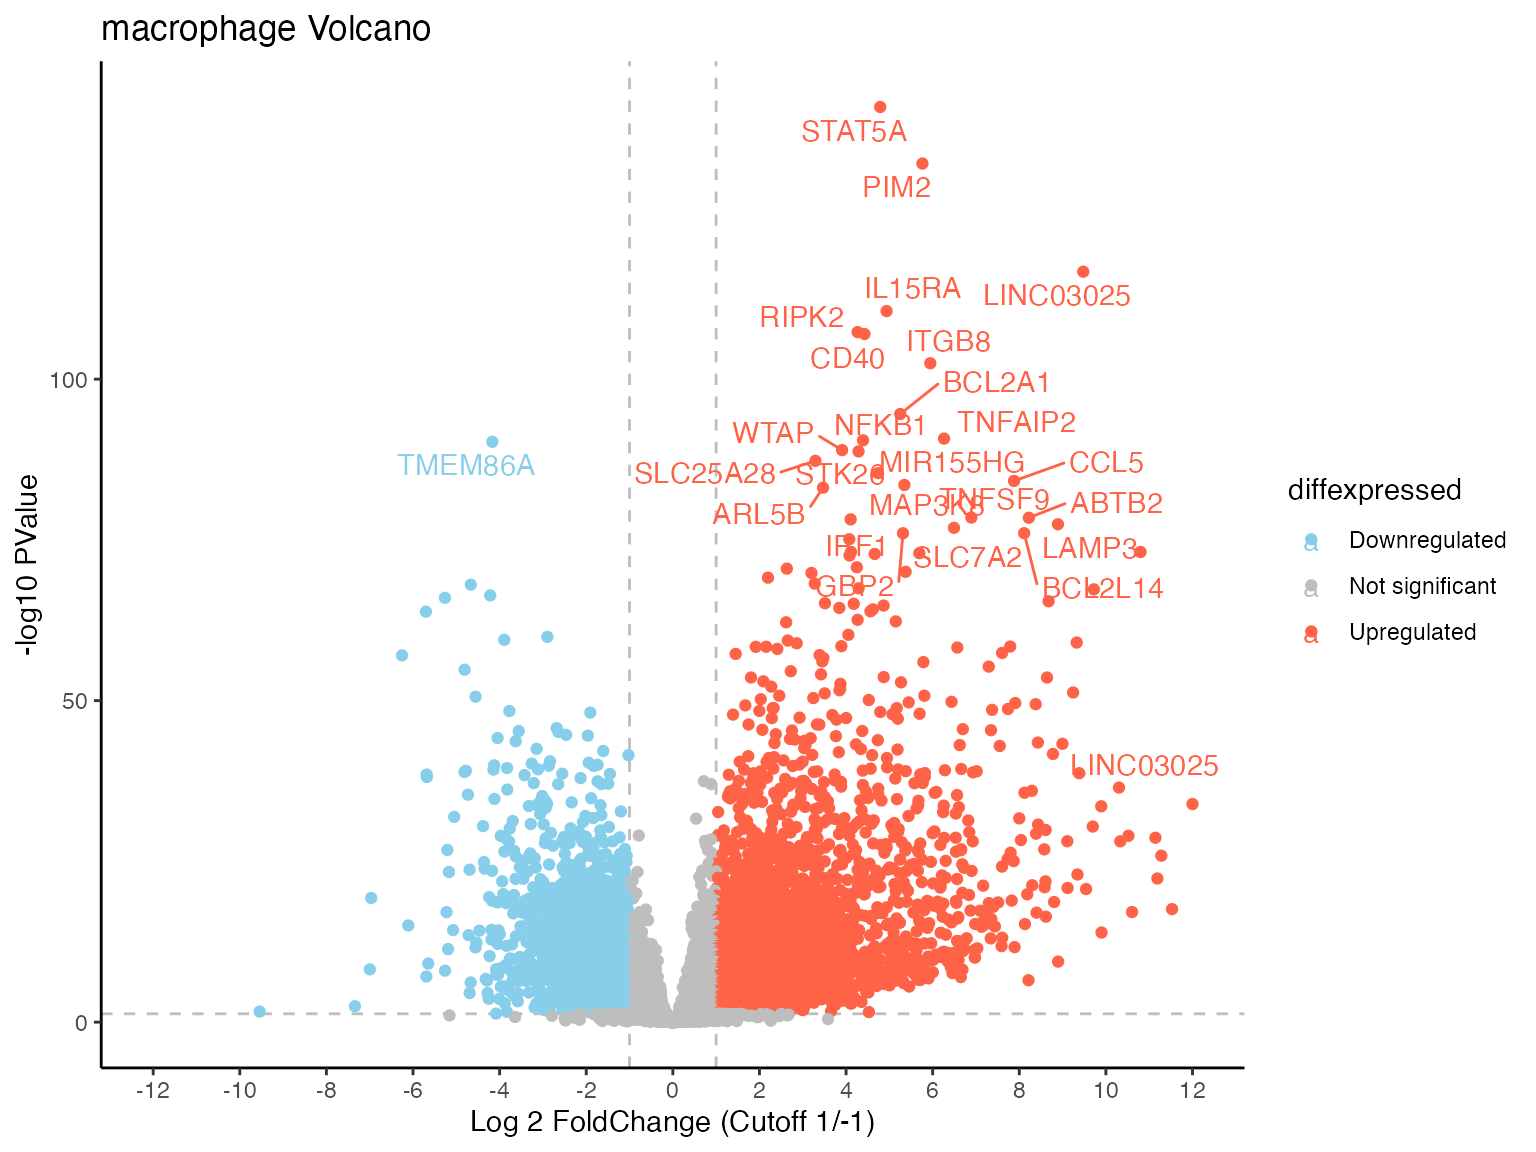 macrophage Volcano
STAT5A
PIM2
IL15RA
LINC03025
RIPK2
ITGB8
CD40
BCL2A1
NFKB1
TNFAIP2
WTAP
TMEM86A
SLC25A28
STK26
MIR155HG
CCL5
ARL5B
MAP3K8
TNFSF9
ABTB2
IRF1
SLC7A2
LAMP3
GBP2
BCL2L14
LINC03025
100
50
0
-log10 PValue
-12 -10 -8 -6 -4 -2 0 2 4 6 8 10 12
Log 2 FoldChange (Cutoff 1/-1)
diffexpressed
a Downregulated
a Not significant
a Upregulated